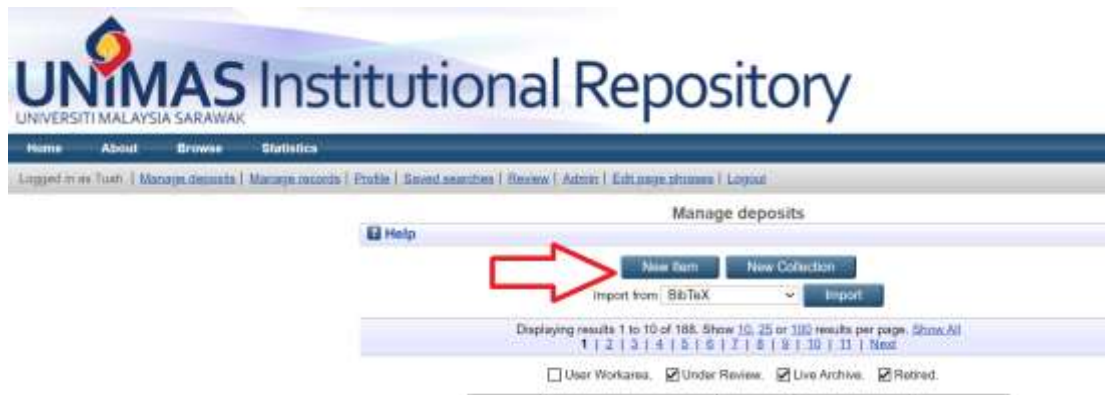 UNIMAS Institutional Repository
UNIVERSITI MALAYSIA SARAWAK
Home About Browse Statistics
Logged in as Tuah | Manage deposits | Manage records | Profile | Saved searches | Review | Admin | Edit page phrases | Logout
Manage deposits
? Help
New Item New Collection
Import from BibTeX Import
Displaying results 1 to 10 of 188. Show 10, 25 or 100 results per page. Show All
1 | 2 | 3 | 4 | 5 | 6 | 7 | 8 | 9 | 10 | 11 | Next
User Workarea. Under Review. Live Archive. Retired.